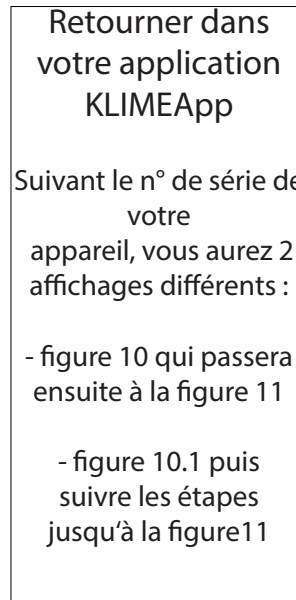 Retourner dans
votre application
KLIMEApp
Suivant le n° de série de
votre
appareil, vous aurez 2
affichages différents :
- figure 10 qui passera
ensuite à la figure 11
- figure 10.1 puis
suivre les étapes
jusqu‘à la figure11